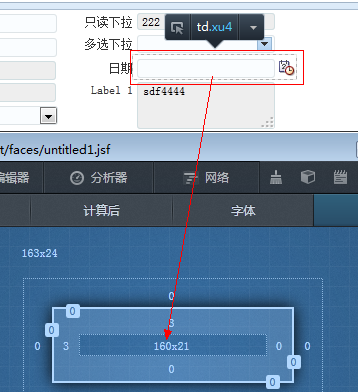 只读下拉 222
td.xu4
多选下拉
日期
Label 1 sdf4444
t/faces/untitled1.jsf
编辑器 分析器 网络
计算后 字体
163x24
0
0
3
0
0 3 160x21 0 0
0
0
0